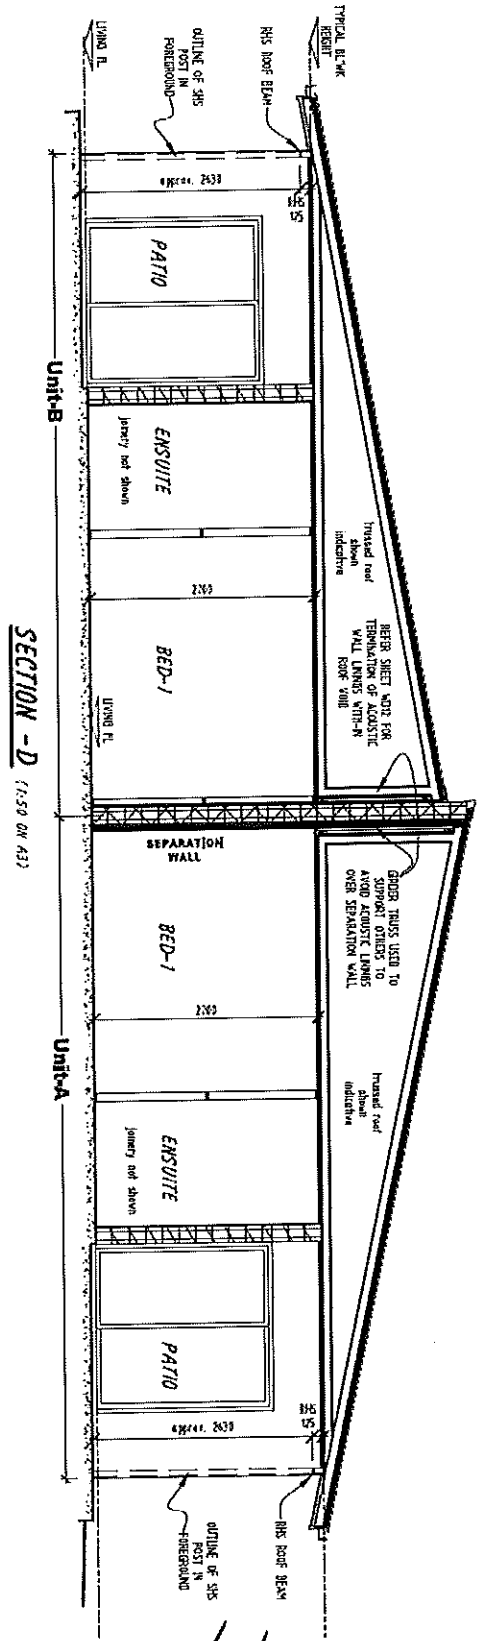 TYPICAL BL'WK
HEIGHT
LIVING FL
RHS ROOF BEAM
OUTLINE OF SHS
POST IN
FOREGROUND
approx. 2430
RHS
125
PATIO
ENSUITE
joinery not shown
2700
BED-1
LIVING FL
trussed roof
shown
indicative
REFER SHEET WD12 FOR
TERMINATION OF ACOUSTIC
WALL LININGS WITH-IN
ROOF VOID
SEPARATION
WALL
GIRDER TRUSS USED TO
SUPPORT OTHERS TO
AVOID ACOUSTIC LININGS
OVER SEPARATION WALL
BED-1
2700
trussed roof
shown
indicative
ENSUITE
joinery not shown
PATIO
RHS
125
approx. 2430
RHS ROOF BEAM
OUTLINE OF SHS
POST IN
FOREGROUND
Unit-B
Unit-A
SECTION - D (1:50 ON A3)